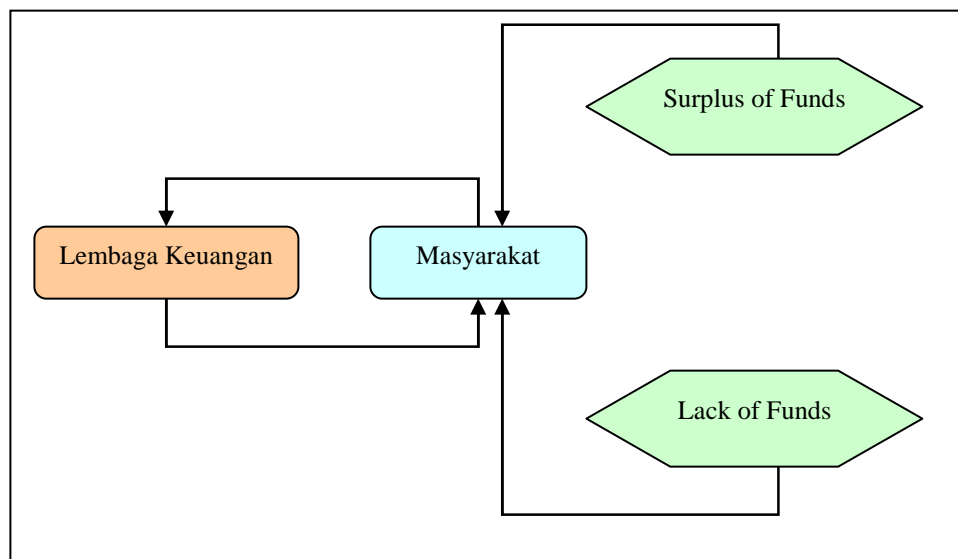 Surplus of Funds
Lembaga Keuangan
Masyarakat
Lack of Funds